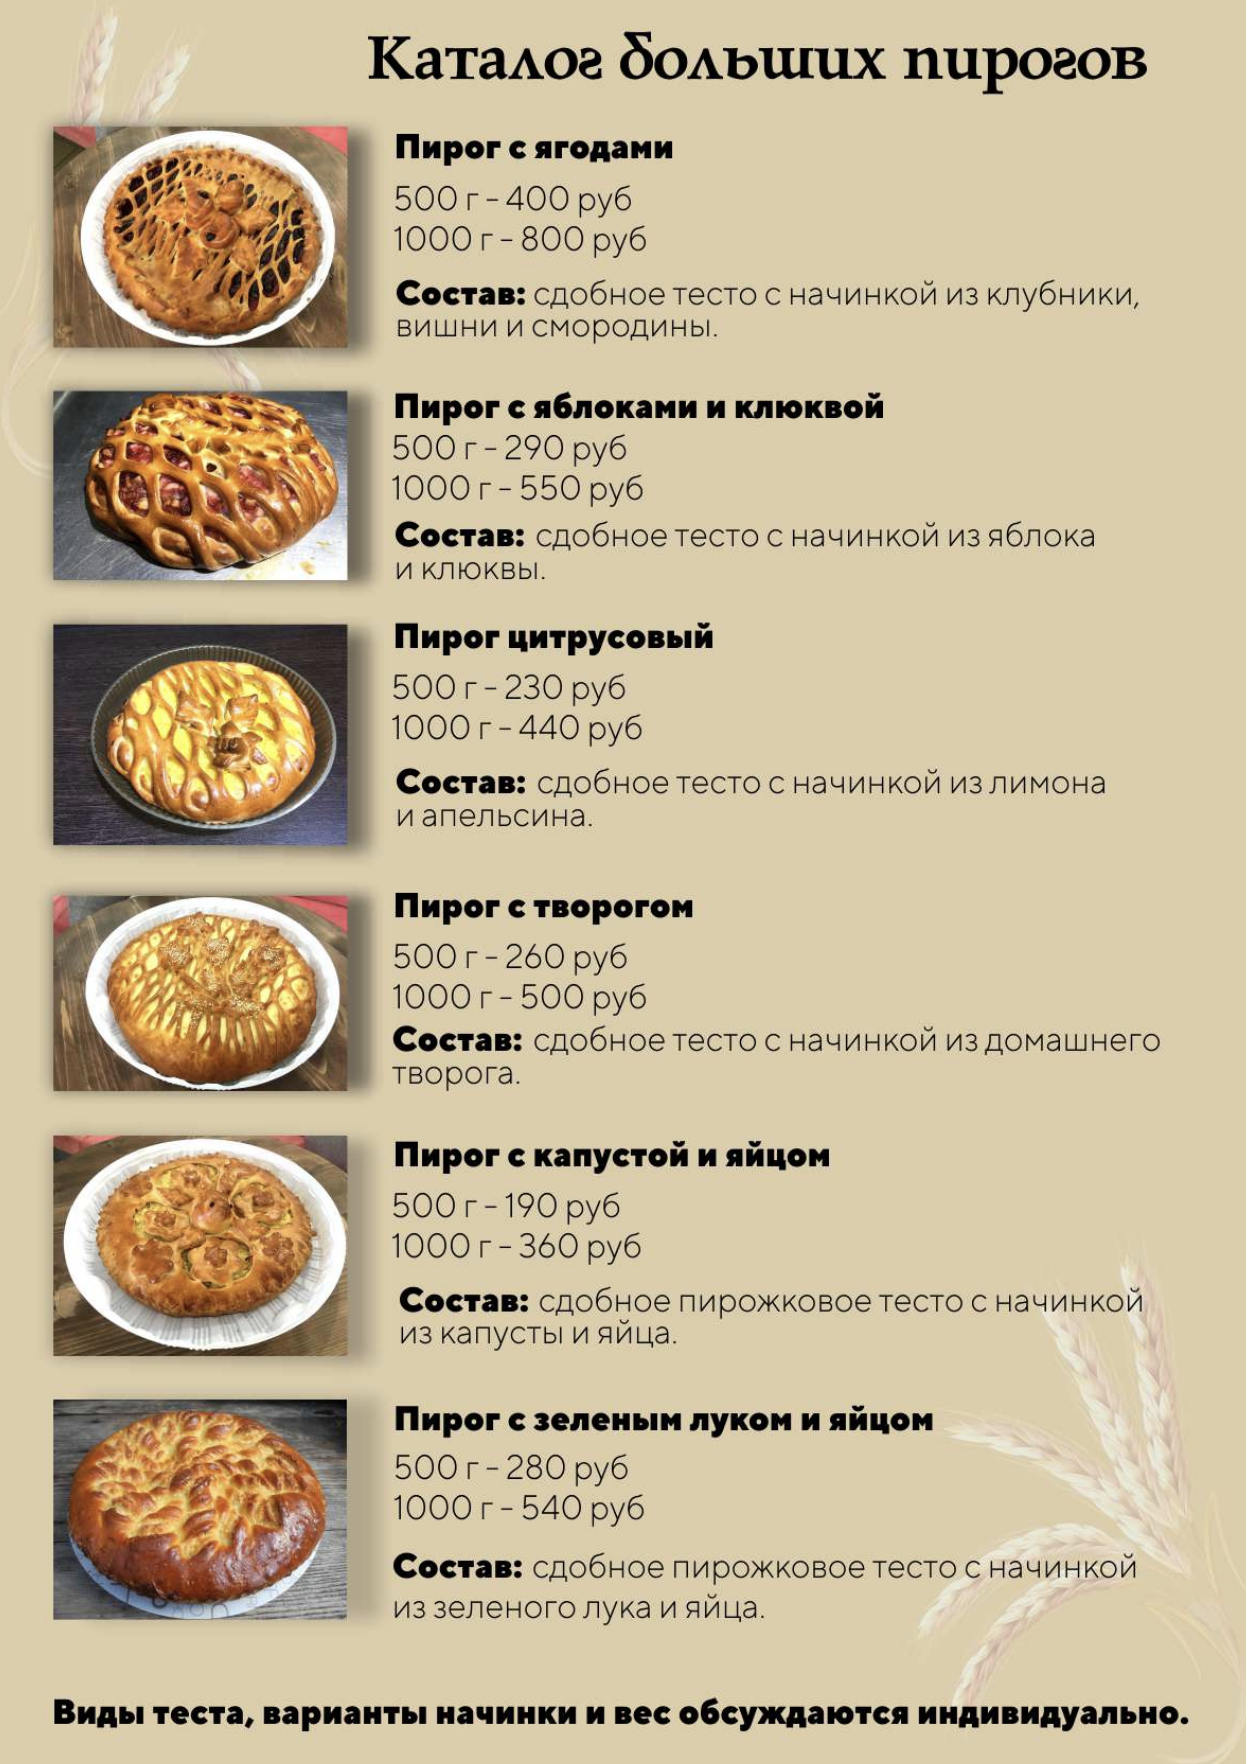 Каталог больших пирогов
Пирог с ягодами
500 г - 400 руб
1000 г - 800 руб
Состав: сдобное тесто с начинкой из клубники,
вишни и смородины.
Пирог с яблоками и клюквой
500 г - 290 руб
1000 г - 550 руб
Состав: сдобное тесто с начинкой из яблока
и клюквы.
Пирог цитрусовый
500 г - 230 руб
1000 г - 440 руб
Состав: сдобное тесто с начинкой из лимона
и апельсина.
Пирог с творогом
500 г - 260 руб
1000 г - 500 руб
Состав: сдобное тесто с начинкой из домашнего
творога.
Пирог с капустой и яйцом
500 г - 190 руб
1000 г - 360 руб
Состав: сдобное пирожковое тесто с начинкой
из капусты и яйца.
Пирог с зеленым луком и яйцом
500 г - 280 руб
1000 г - 540 руб
Состав: сдобное пирожковое тесто с начинкой
из зеленого лука и яйца.
Виды теста, варианты начинки и вес обсуждаются индивидуально.